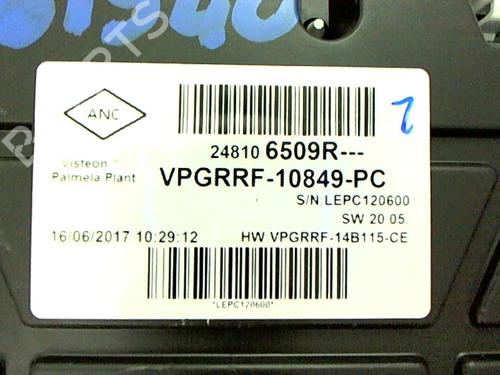 ANC
Visteon
Palmela Plant
24810 6509R---
VPGRRF-10849-PC
S/N LEPC120600
SW 20 05
16/06/2017 10:29:12
HW VPGRRF-14B115-CE
*LEPC120600*